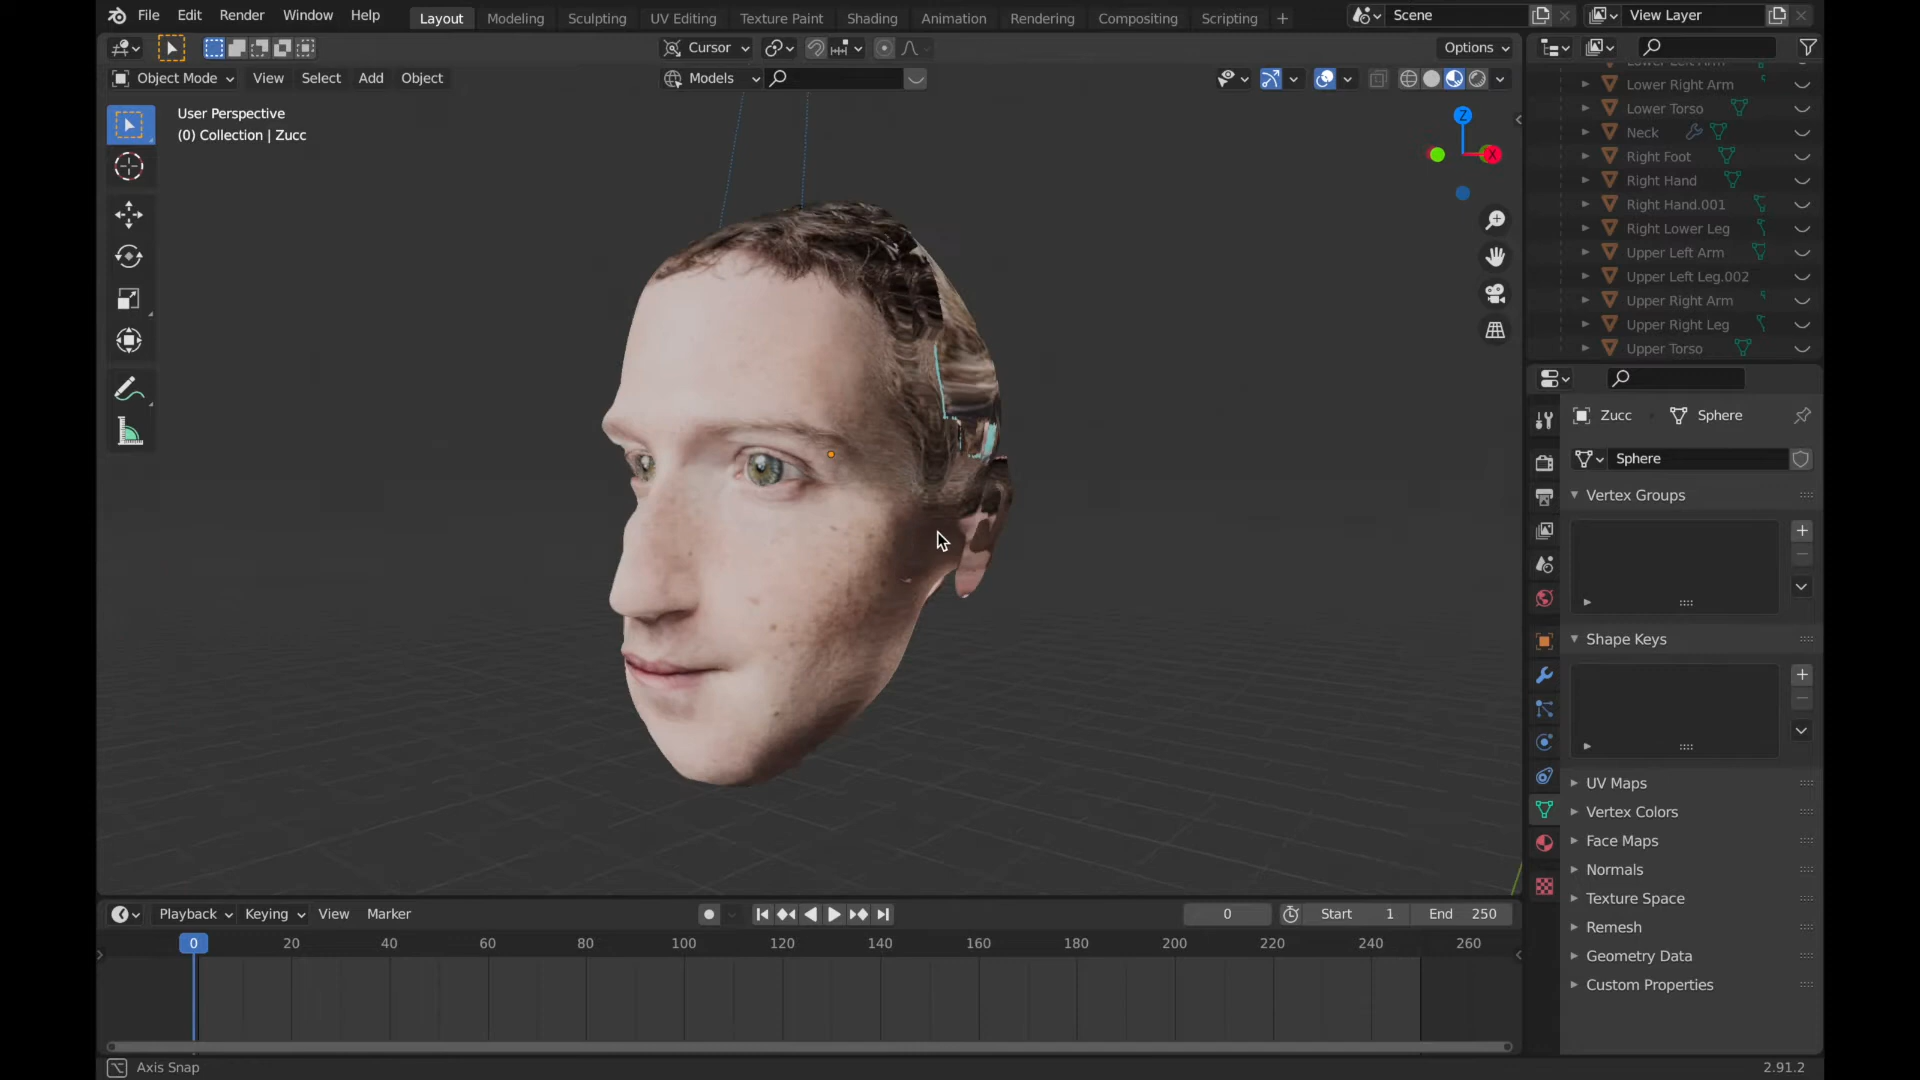 File Edit Render Window Help Layout Modeling Sculpting UV Editing Texture Paint Shading Animation Rendering Compositing Scripting + Scene View Layer
Cursor Options
Object Mode View Select Add Object Models
User Perspective
(0) Collection | Zucc
Z
X
Lower Right Arm
Lower Torso
Neck
Right Foot
Right Hand
Right Hand.001
Right Lower Leg
Upper Left Arm
Upper Left Leg.002
Upper Right Arm
Upper Right Leg
Upper Torso
Zucc Sphere
Sphere
Vertex Groups
Shape Keys
UV Maps
Vertex Colors
Face Maps
Normals
Texture Space
Remesh
Geometry Data
Custom Properties
Playback Keying View Marker 0 Start 1 End 250
0 20 40 60 80 100 120 140 160 180 200 220 240 260
Axis Snap 2.91.2